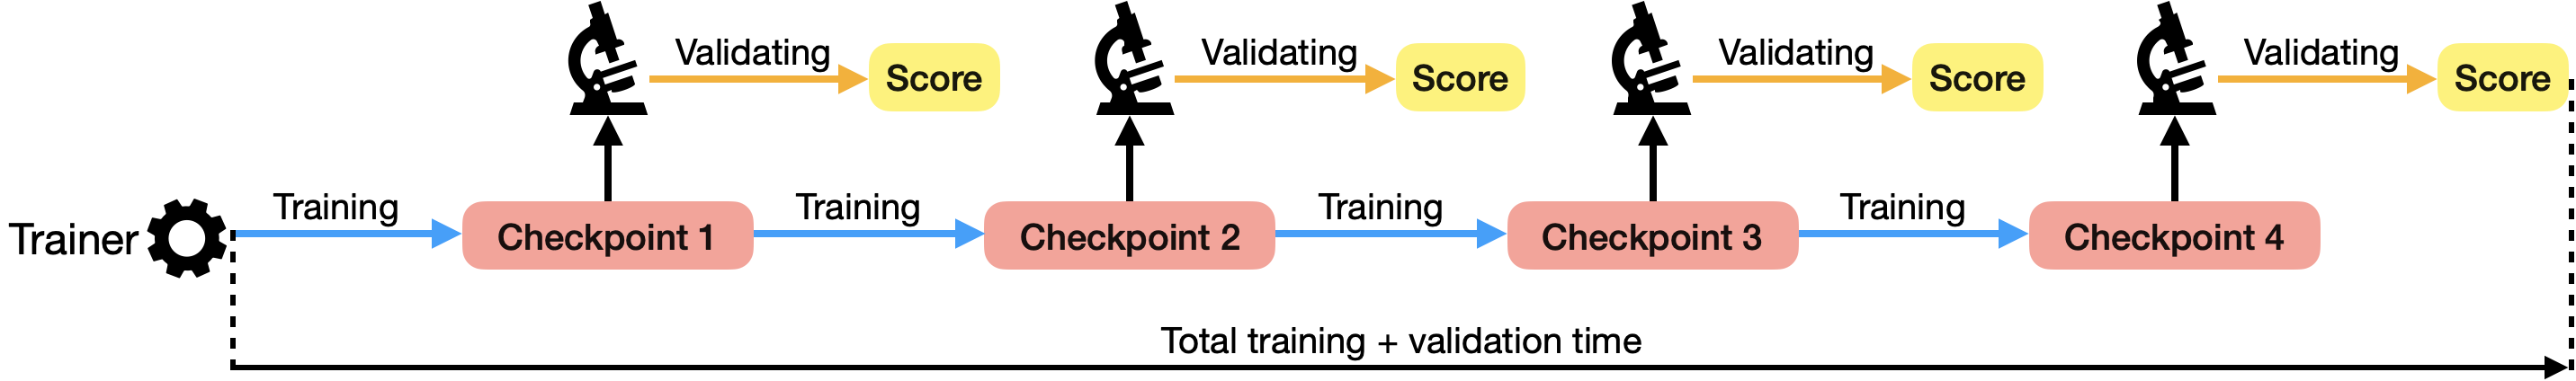 Validating
Score
Validating
Score
Validating
Score
Validating
Score
Trainer
Training
Checkpoint 1
Training
Checkpoint 2
Training
Checkpoint 3
Training
Checkpoint 4
Total training + validation time